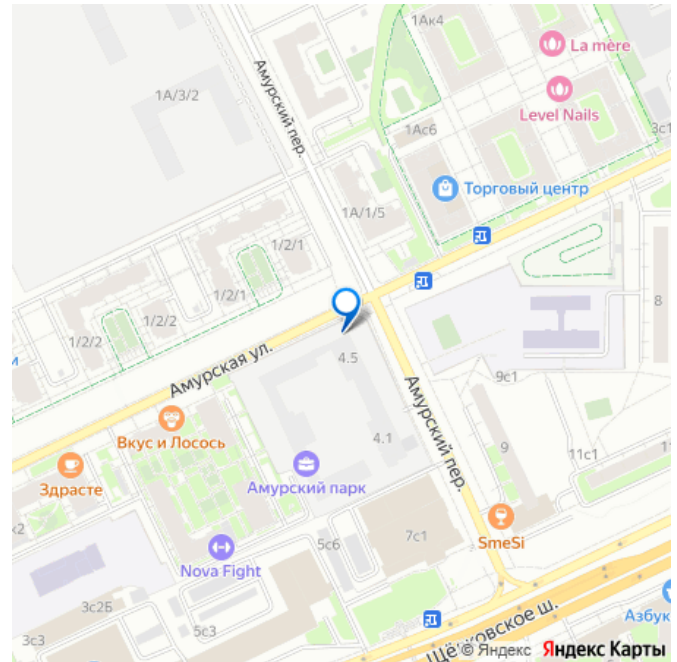 1Ак4
La mere
1А/3/2
Амурский пер.
Level Nails
1Ас6
3с1
Торговый центр
1А/1/5
1/2/1
1/2/1
1/2/2
1/2/2
8
и
Амурская ул.
4.5
9с1
Амурский пер.
Вкус и Лосось
4.1
9
11с1
1
Здрасте
Амурский парк
к2
SmeSi
7с1
5с6
Nova Fight
3с2Б
Азбук
5с3
3с3
Щёлковское ш.
© Яндекс Яндекс Карты